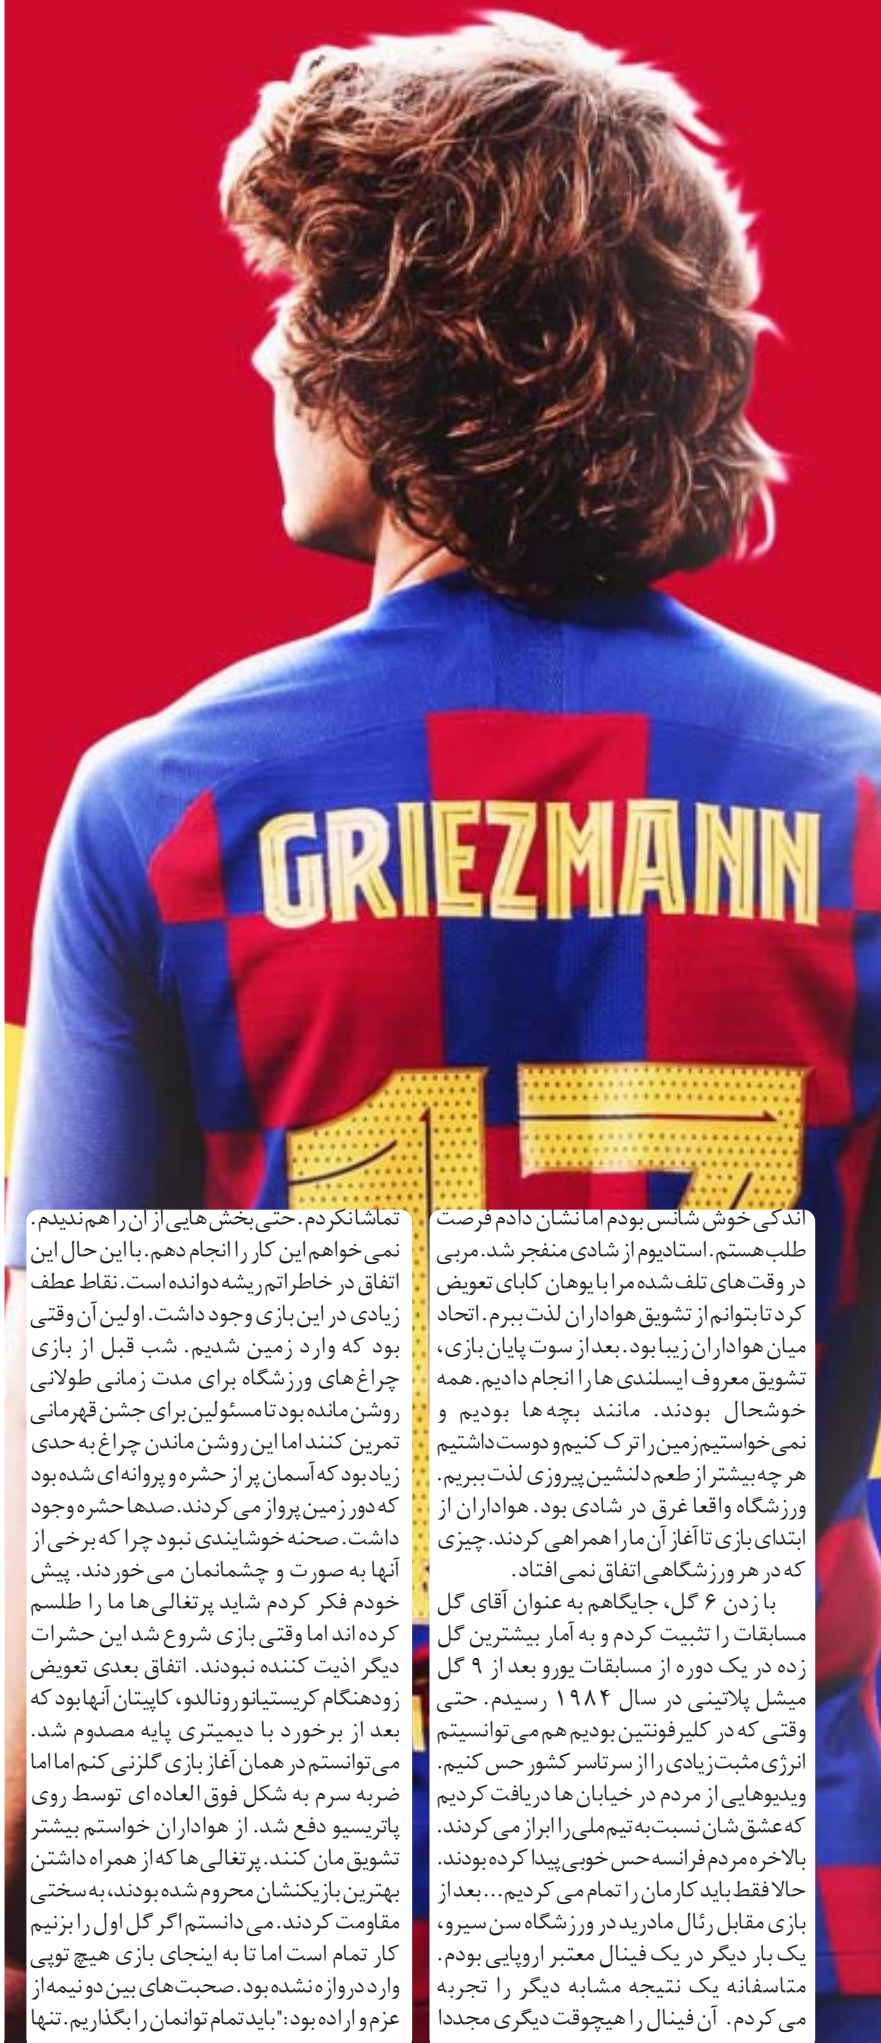 GRIEZMANN
17
اندکی خوش شانس بودم اما نشان دادم فرصت
طلب هستم. استادیوم از شادی منفجر شد. مربی
در وقت‌های تلف شده مرا با یوهان کابای تعویض
کرد تا بتوانم از تشویق هواداران لذت ببرم. اتحاد
میان هواداران زیبا بود. بعد از سوت پایان بازی،
تشویق معروف ایسلندی ها را انجام دادیم. همه
خوشحال بودند. مانند بچه‌ها بودیم و
نمی‌خواستیم زمین را ترک کنیم و دوست داشتیم
هر چه بیشتر از طعم دلنشین پیروزی لذت ببریم.
ورزشگاه واقعا غرق در شادی بود. هواداران از
ابتدای بازی تا آغاز آن ما را همراهی کردند. چیزی
که در هر ورزشگاهی اتفاق نمی‌افتاد.
با زدن ۶ گل، جایگاهم به عنوان آقای گل
مسابقات را تثبیت کردم و به آمار بیشترین گل
زده در یک دوره از مسابقات یورو بعد از ۹ گل
میشل پلاتینی در سال ۱۹۸۴ رسیدم. حتی
وقتی که در کلیرفونتین بودیم هم می‌توانسیتم
انرژی مثبت زیادی را از سرتاسر کشور حس کنیم.
ویدیوهایی از مردم در خیابان ها دریافت کردیم
که عشق شان نسبت به تیم ملی را ابراز می کردند.
بالاخره مردم فرانسه حس خوبی پیدا کرده بودند.
حالا فقط باید کارمان را تمام می کردیم... بعد از
بازی مقابل رئال مادرید در ورزشگاه سن سیرو،
یک بار دیگر در یک فینال معتبر اروپایی بودم.
متاسفانه یک نتیجه مشابه دیگر را تجربه
می کردم. آن فینال را هیچوقت دیگری مجددا
تماشا نکردم. حتی بخش هایی از آن را هم ندیدم.
نمی خواهم این کار را انجام دهم. با این حال این
اتفاق در خاطراتم ریشه دوانده است. نقاط عطف
زیادی در این بازی وجود داشت. اولین آن وقتی
بود که وارد زمین شدیم. شب قبل از بازی
چراغ‌های ورزشگاه برای مدت زمانی طولانی
روشن مانده بود تا مسئولین برای جشن قهرمانی
تمرین کنند اما این روشن ماندن چراغ به حدی
زیاد بود که آسمان پر از حشره و پروانه‌ای شده بود
که دور زمین پرواز می کردند. صدها حشره وجود
داشت. صحنه خوشایندی نبود چرا که برخی از
آنها به صورت و چشمانمان می خوردند. پیش
خودم فکر کردم شاید پرتغالی‌ها ما را طلسم
کرده اند اما وقتی بازی شروع شد این حشرات
دیگر اذیت کننده نبودند. اتفاق بعدی تعویض
زودهنگام کریستیانو رونالدو، کاپیتان آنها بود که
بعد از برخورد با دیمیتری پایه مصدوم شد.
می‌توانستم در همان آغاز بازی گلزنی کنم اما اما
ضربه سرم به شکل فوق العاده ای توسط روی
پاتریسیو دفع شد. از هواداران خواستم بیشتر
تشویق مان کنند. پرتغالی ها که از همراه داشتن
بهترین بازیکنشان محروم شده بودند، به سختی
مقاومت کردند. می دانستم اگر گل اول را بزنیم
کار تمام است اما تا به اینجای بازی هیچ توپی
وارد دروازه نشده بود. صحبت‌های بین دو نیمه از
عزم و اراده بود: "باید تمام توانمان را بگذاریم. تنها